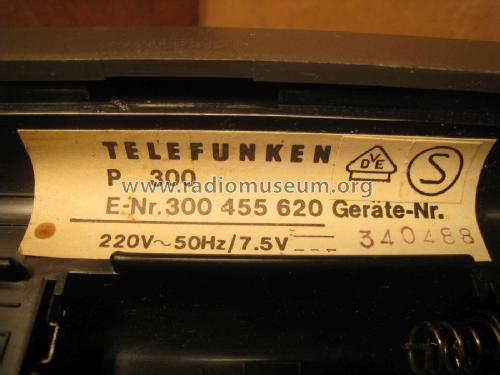 TELEFUNKEN
P 300
www.radiomuseum.org
E-Nr. 300 455 620 Geräte-Nr.
220V~50Hz/7.5V 340488
DVE
S